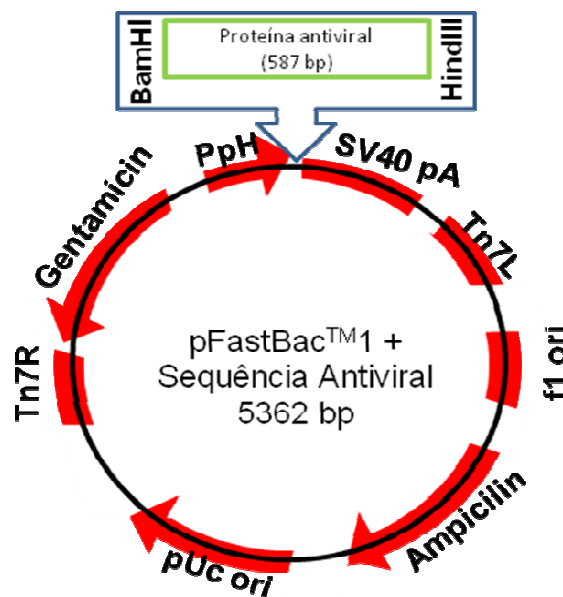 BamHI
Proteína antiviral
(587 bp)
HindIII
PpH
SV40 pA
Gentamícin
Tn7L
Tn7R
f1 ori
pFastBac™1 +
Sequência Antiviral
5362 bp
Ampicilin
pUc ori